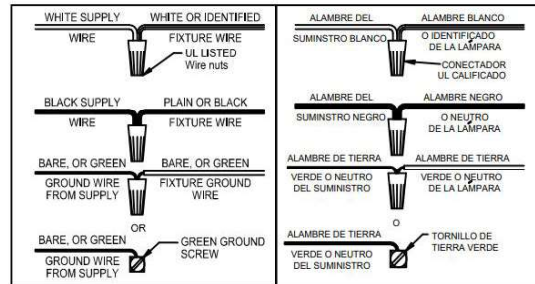 WHITE SUPPLY
WHITE OR IDENTIFIED
WIRE
FIXTURE WIRE
UL LISTED
Wire nuts
BLACK SUPPLY
PLAIN OR BLACK
WIRE
FIXTURE WIRE
BARE, OR GREEN
BARE, OR GREEN
GROUND WIRE
FROM SUPPLY
FIXTURE GROUND
WIRE
OR
BARE, OR GREEN
GROUND WIRE
FROM SUPPLY
GREEN GROUND
SCREW
ALAMBRE DEL
ALAMBRE BLANCO
SUMINSTRO BLANCO
O IDENTIFICADO
DE LA LÁMPARA
CONECTADOR
UL CALIFICADO
ALAMBRE DEL
ALAMBRE NEGRO
SUMINSTRO NEGRO
O NEUTRO
DE LA LÁMPARA
ALAMBRE DE TIERRA
ALAMBRE DE TIERRA
VERDE O NEUTRO
DEL SUMINISTRO
VERDE O NEUTRO
DE LA LÁMPARA
O
ALAMBRE DE TIERRA
VERDE O NEUTRO
DEL SUMINISTRO
TORNILLO DE
TIERRA VERDE